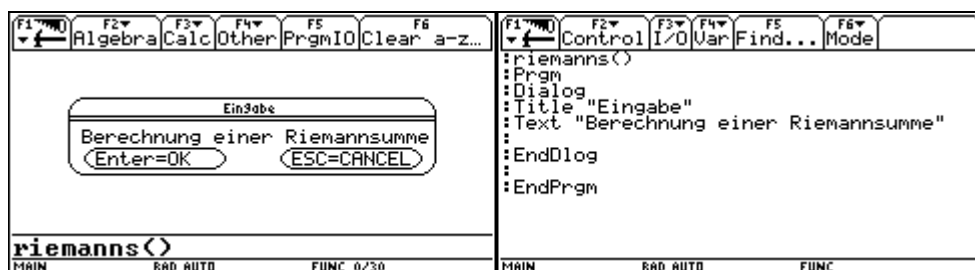 F1 F2 F3 F4 F5 F6
Algebra Calc Other PrgmIO Clear a-z…
Eingabe
Berechnung einer Riemannsumme
Enter=OK ESC=CANCEL
riemanns()
MAIN RAD AUTO FUNC 0/30
F1 F2 F3 F4 F5 F6
Control I/O Var Find... Mode
:riemanns()
:Prgm
:Dialog
:Title "Eingabe"
:Text "Berechnung einer Riemannsumme"
:
:EndDlog
:
:EndPrgm
MAIN RAD AUTO FUNC